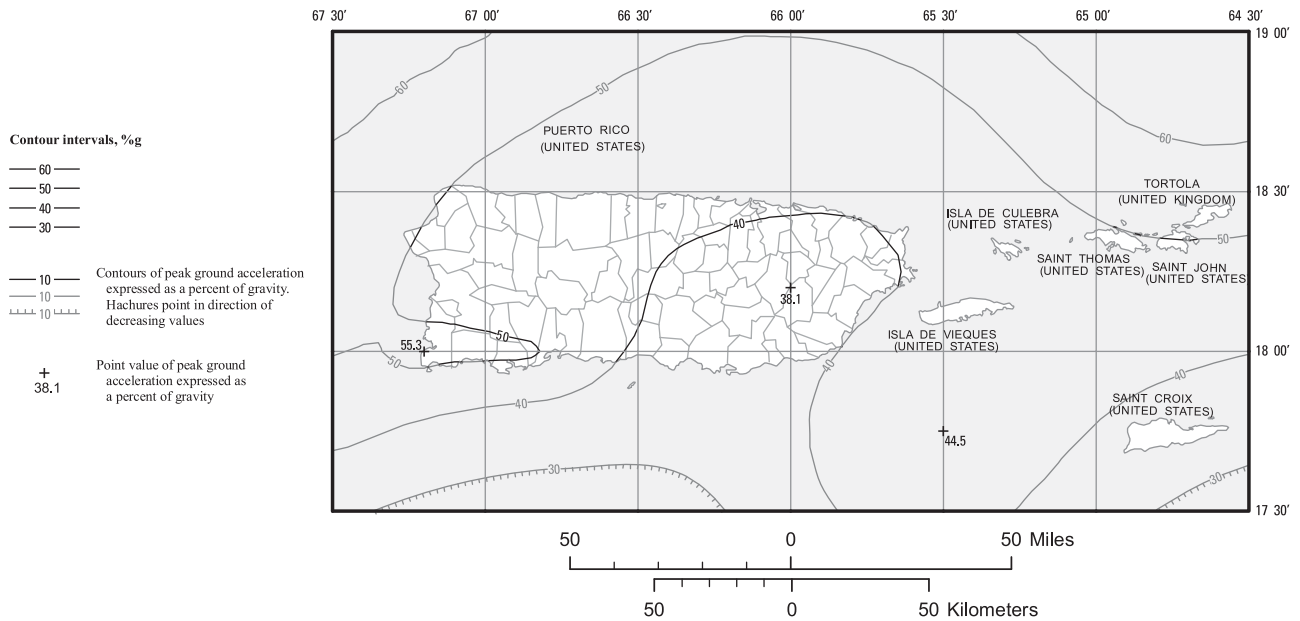 67 30′ 67 00′ 66 30′ 66 00′ 65 30′ 65 00′ 64 30′
19 00′
18 30′
18 00′
17 30′
Contour intervals, %g
60
50
40
30
10
10
10
Contours of peak ground acceleration
expressed as a percent of gravity.
Hachures point in direction of
decreasing values
38.1
Point value of peak ground
acceleration expressed as
a percent of gravity
60
50
60
PUERTO RICO
(UNITED STATES)
TORTOLA
(UNITED KINGDOM)
ISLA DE CULEBRA
(UNITED STATES)
40
50
SAINT THOMAS
(UNITED STATES)
SAINT JOHN
(UNITED STATES)
38.1
ISLA DE VIEQUES
(UNITED STATES)
50
55.3
50
40
40
40
SAINT CROIX
(UNITED STATES)
44.5
30
30
50 0 50 Miles
50 0 50 Kilometers